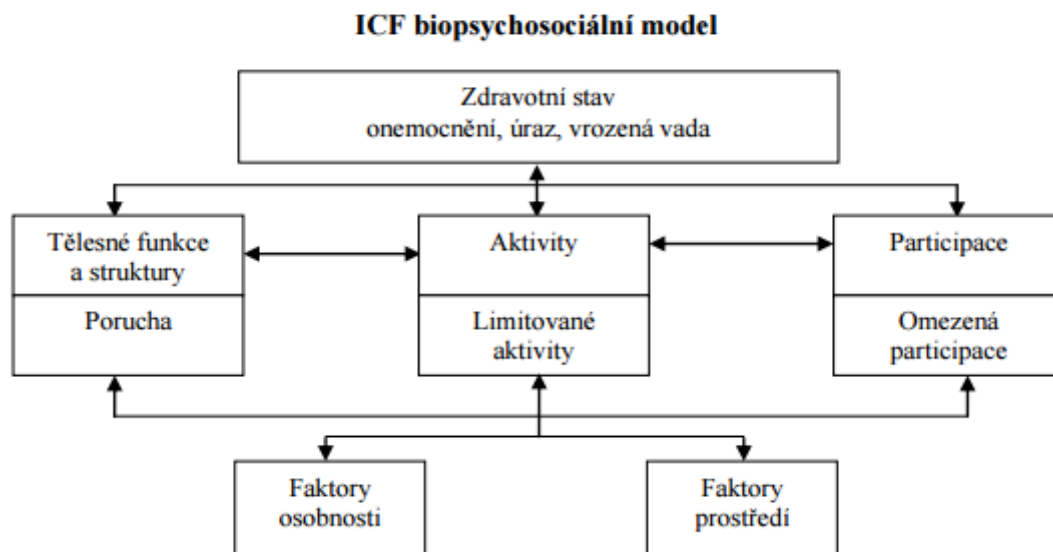 ICF biopsychosociální model
Zdravotní stav
onemocnění, úraz, vrozená vada
Tělesné funkce
a struktury
Porucha
Aktivity
Limitované
aktivity
Participace
Omezená
participace
Faktory
osobnosti
Faktory
prostředí